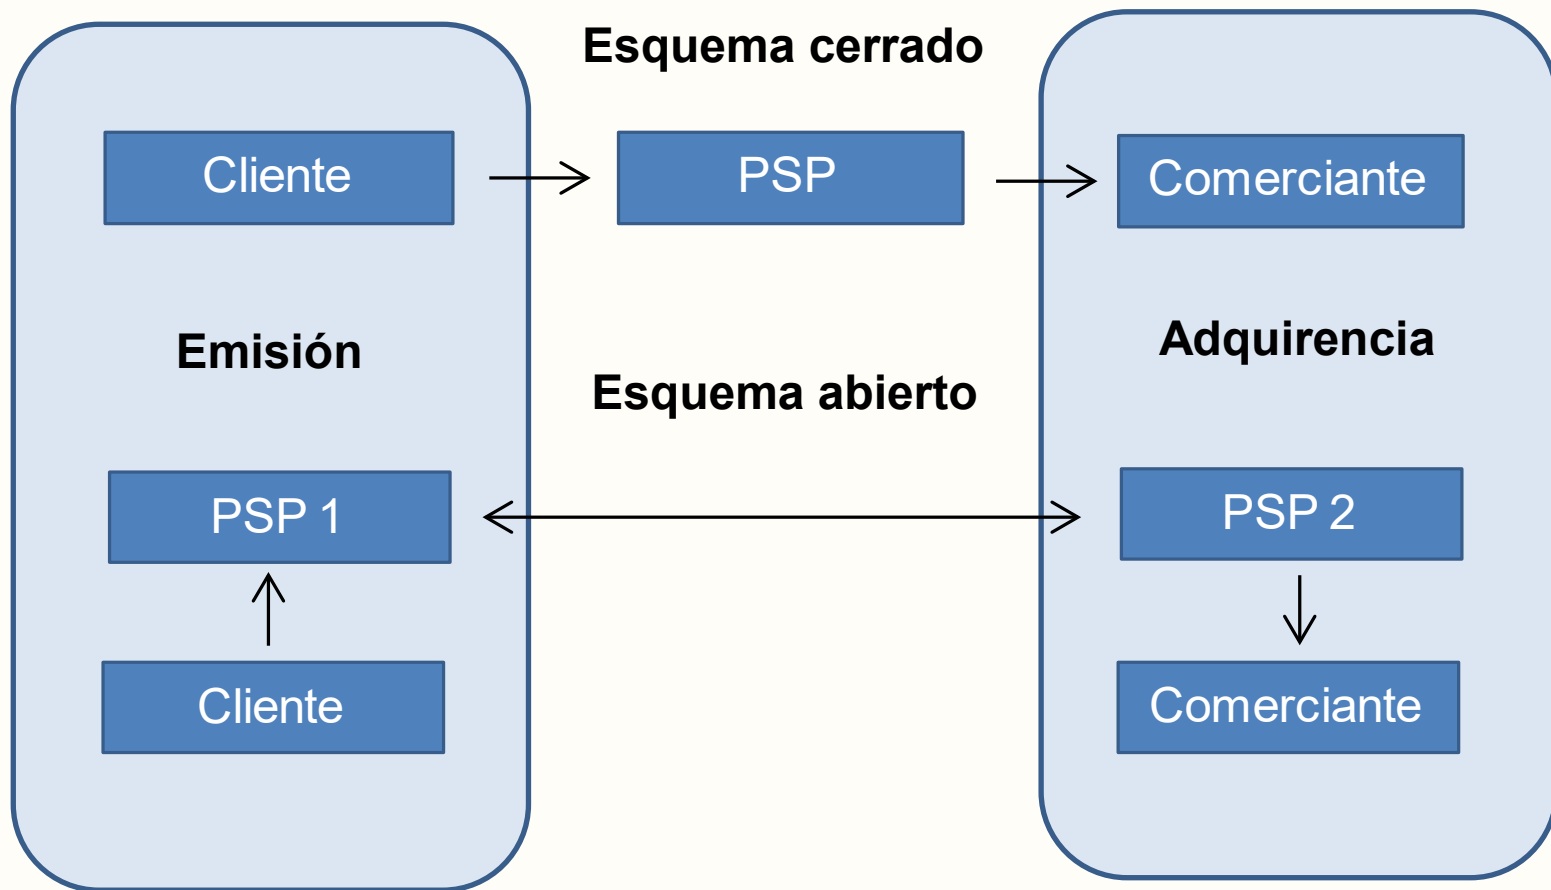 Esquema cerrado
Cliente
PSP
Comerciante
Emisión
Adquirencia
Esquema abierto
PSP 1
PSP 2
Cliente
Comerciante